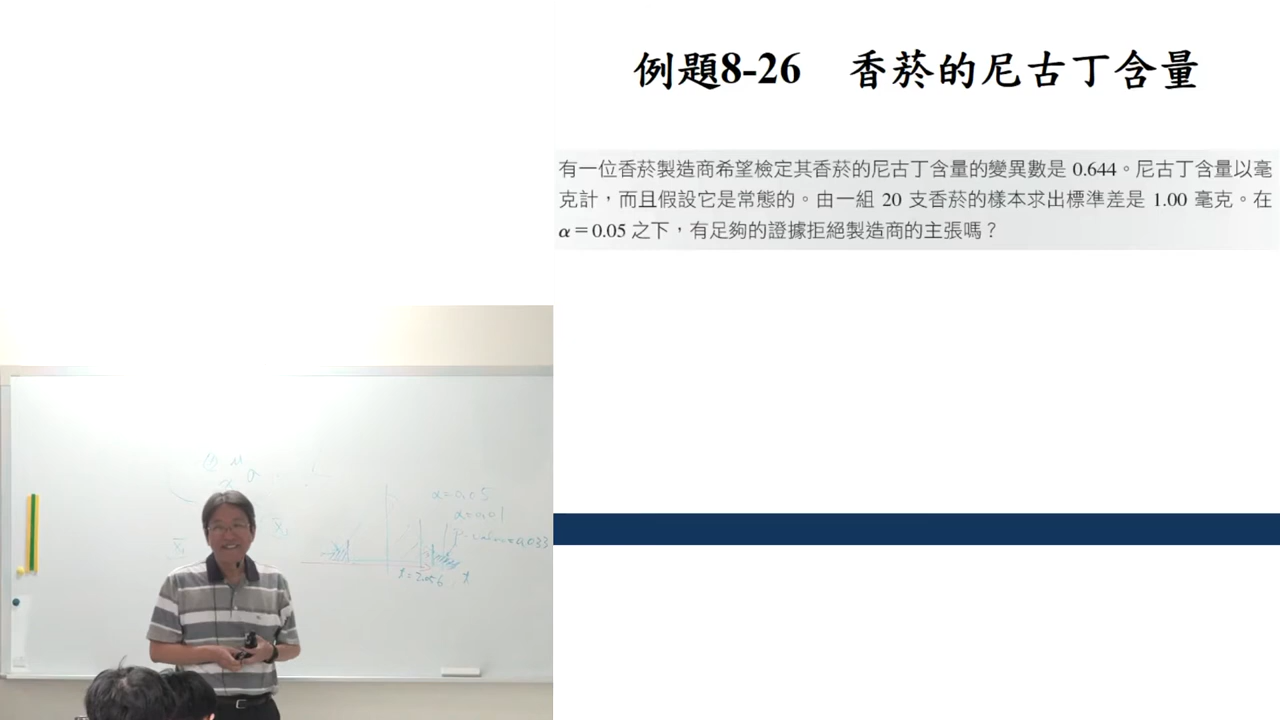 例題8-26 香菸的尼古丁含量
有一位香菸製造商希望檢定其香菸的尼古丁含量的變異數是 0.644。尼古丁含量以毫
克計，而且假設它是常態的。由一組 20 支香菸的樣本求出標準差是 1.00 毫克。在
α＝0.05 之下，有足夠的證據拒絕製造商的主張嗎？
α=0.05
α=0.01
P-value=0.033
t=2.056